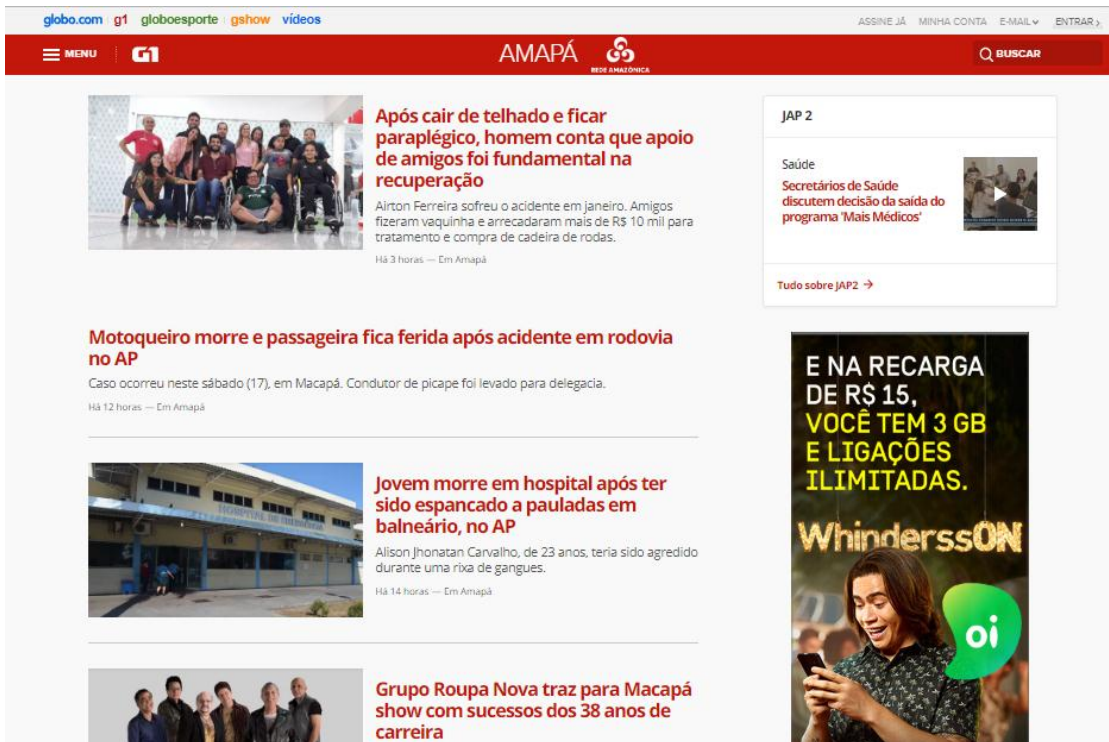 globo.com g1 globoesporte gshow vídeos
ASSINE JÁ MINHA CONTA E-MAIL ENTRAR
MENU G1 AMAPÁ REDE AMAZÔNICA BUSCAR
Após cair de telhado e ficar
paraplégico, homem conta que apoio
de amigos foi fundamental na
recuperação
Airton Ferreira sofreu o acidente em janeiro. Amigos
fizeram vaquinha e arrecadaram mais de R$ 10 mil para
tratamento e compra de cadeira de rodas.
Há 3 horas — Em Amapá
JAP 2
Saúde
Secretários de Saúde
discutem decisão da saída do
programa 'Mais Médicos'
Tudo sobre JAP2 →
Motoqueiro morre e passageira fica ferida após acidente em rodovia
no AP
Caso ocorreu neste sábado (17), em Macapá. Condutor de picape foi levado para delegacia.
Há 12 horas — Em Amapá
HOSPITAL DE EMERGÊNCIA
Jovem morre em hospital após ter
sido espancado a pauladas em
balneário, no AP
Alison Jhonatan Carvalho, de 23 anos, teria sido agredido
durante uma rixa de gangues.
Há 14 horas — Em Amapá
Grupo Roupa Nova traz para Macapá
show com sucessos dos 38 anos de
carreira
E NA RECARGA
DE R$ 15,
VOCÊ TEM 3 GB
E LIGAÇÕES
ILIMITADAS.
WhinderssON
oi